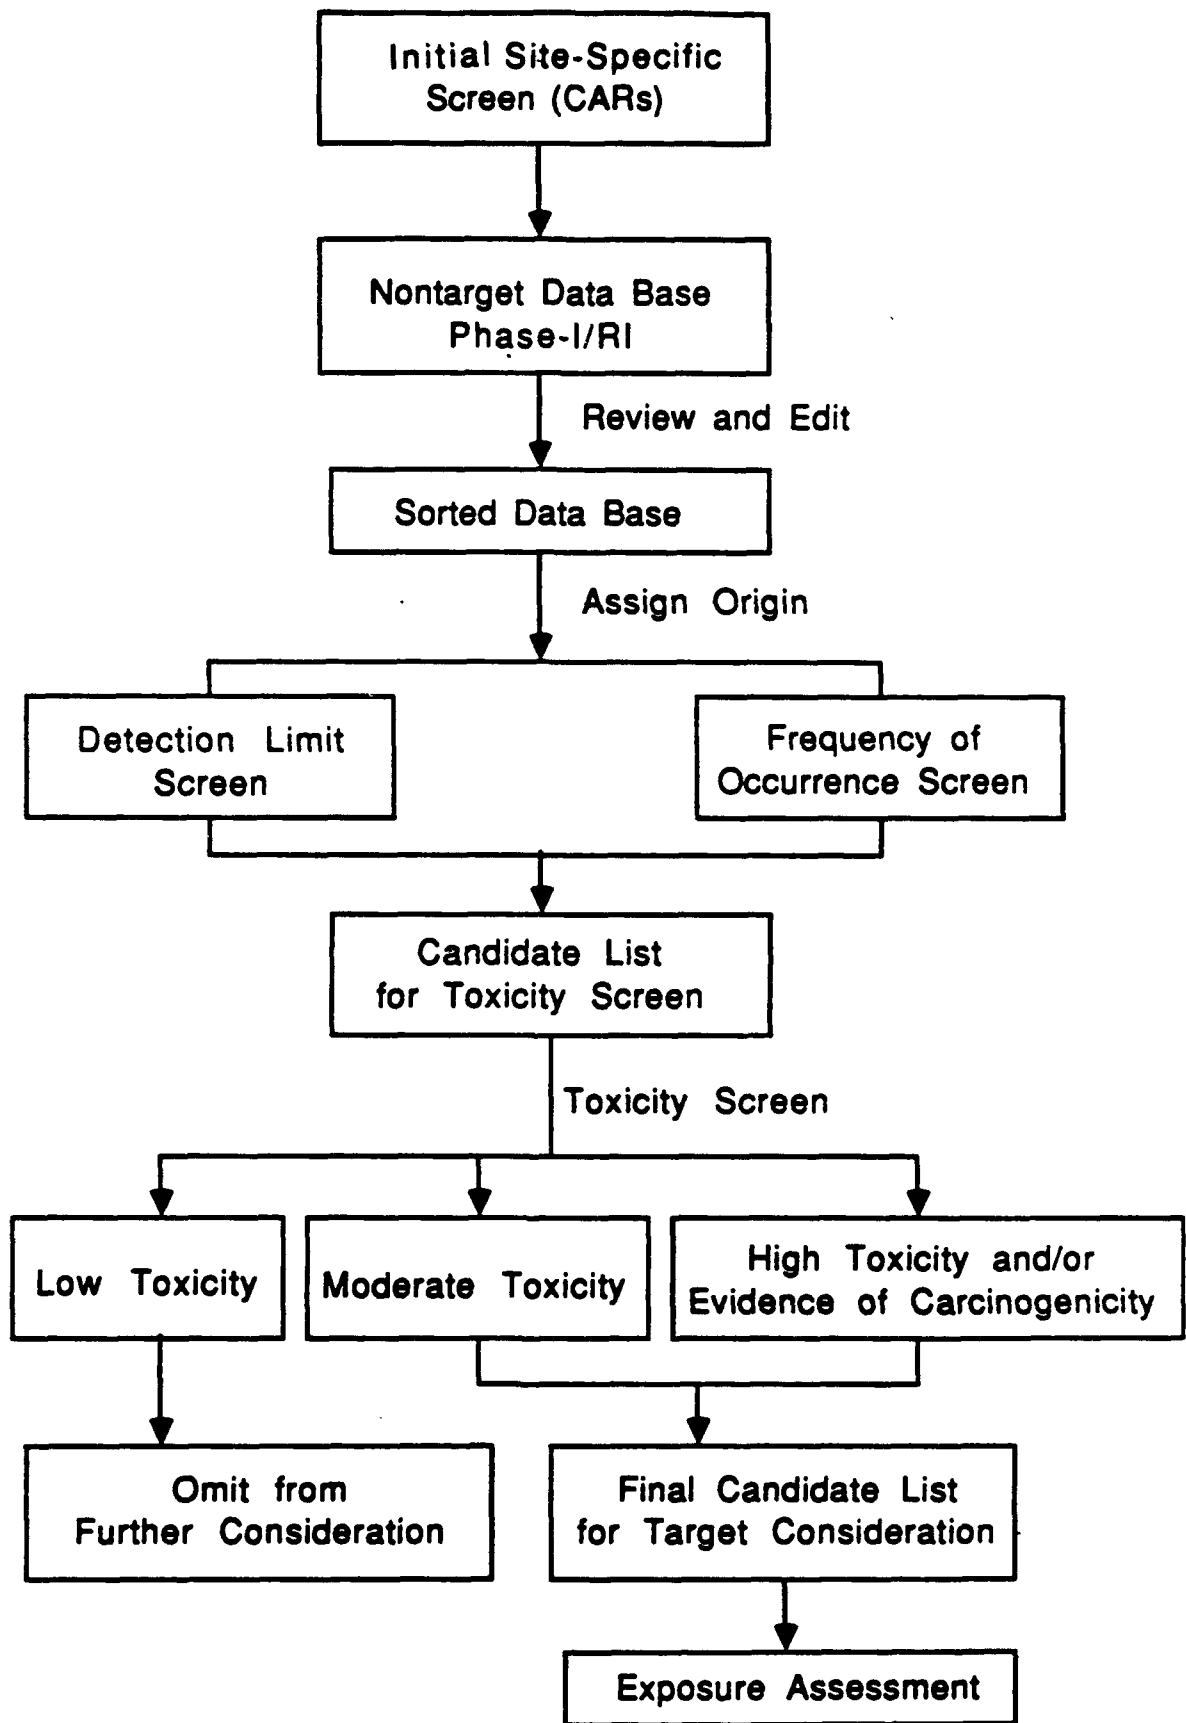 Initial Site-Specific
Screen (CARs)
Nontarget Data Base
Phase-I/RI
Review and Edit
Sorted Data Base
Assign Origin
Detection Limit
Screen
Frequency of
Occurrence Screen
Candidate List
for Toxicity Screen
Toxicity Screen
Low Toxicity
Moderate Toxicity
High Toxicity and/or
Evidence of Carcinogenicity
Omit from
Further Consideration
Final Candidate List
for Target Consideration
Exposure Assessment